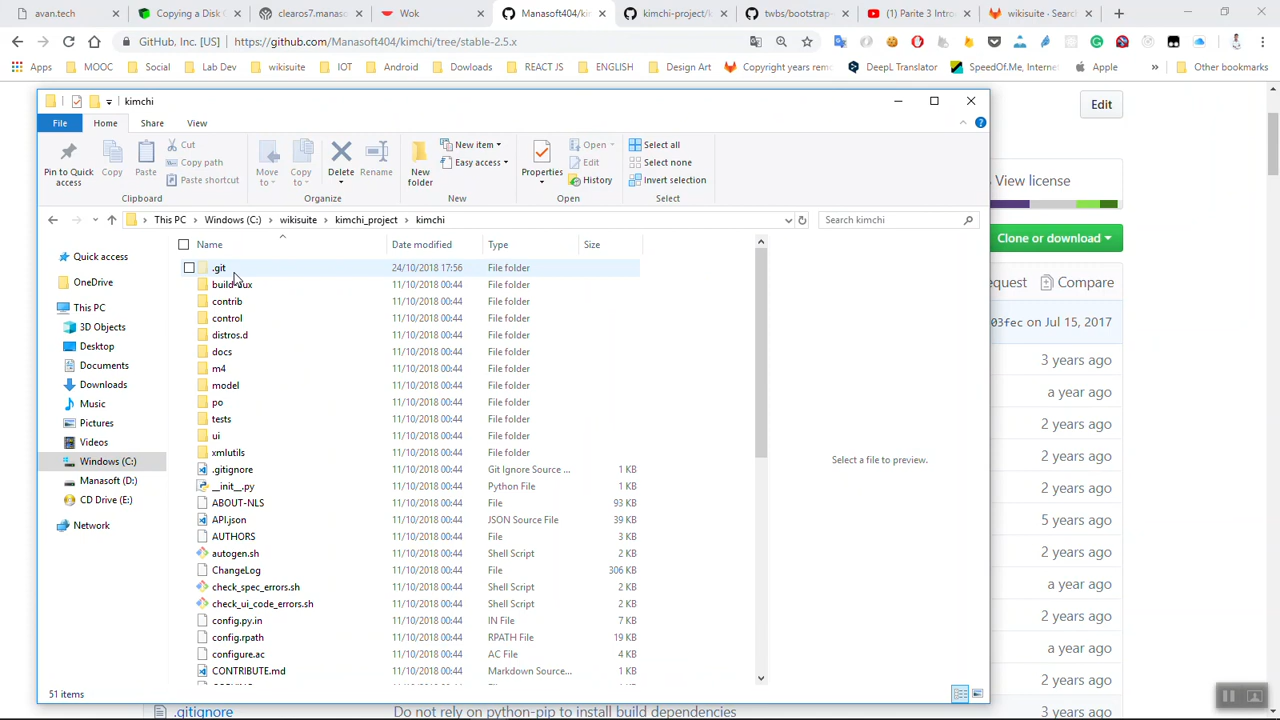 avan.tech
Copying a Disk C
clearos7.manaso
Wok
Manasoft404/kin
kimchi-project/k
twbs/bootstrap-
Parite 3 Intro
wikisuite · Searc
GitHub, Inc. [US]
https://github.com/Manasoft404/kimchi/tree/stable-2.5.x
Apps
MOOC
Social
Lab Dev
wikisuite
IOT
Android
Dowloads
REACT JS
ENGLISH
Design Art
Copyright years rem
DeepL Translator
SpeedOf.Me, Interne
Apple
»
Other bookmarks
kimchi
Edit
File
Home
Share
View
Pin to Quick access
Copy
Paste
Cut
Copy path
Paste shortcut
Clipboard
Move to
Copy to
Delete
Rename
Organize
New folder
New item
Easy access
New
Properties
Open
Edit
History
Open
Select all
Select none
Invert selection
Select
View license
This PC
Windows (C:)
wikisuite
kimchi_project
kimchi
Search kimchi
Clone or download
Quick access
OneDrive
This PC
3D Objects
Desktop
Documents
Downloads
Music
Pictures
Videos
Windows (C:)
Manasoft (D:)
CD Drive (E:)
Network
Name Date modified Type Size
.git 24/10/2018 17:56 File folder
build-aux 11/10/2018 00:44 File folder
contrib 11/10/2018 00:44 File folder
control 11/10/2018 00:44 File folder
distros.d 11/10/2018 00:44 File folder
docs 11/10/2018 00:44 File folder
m4 11/10/2018 00:44 File folder
model 11/10/2018 00:44 File folder
po 11/10/2018 00:44 File folder
tests 11/10/2018 00:44 File folder
ui 11/10/2018 00:44 File folder
xmlutils 11/10/2018 00:44 File folder
.gitignore 11/10/2018 00:44 Git Ignore Source ... 1 KB
__init__.py 11/10/2018 00:44 Python File 1 KB
ABOUT-NLS 11/10/2018 00:44 File 93 KB
API.json 11/10/2018 00:44 JSON Source File 39 KB
AUTHORS 11/10/2018 00:44 File 3 KB
autogen.sh 11/10/2018 00:44 Shell Script 2 KB
ChangeLog 11/10/2018 00:44 File 306 KB
check_spec_errors.sh 11/10/2018 00:44 Shell Script 2 KB
check_ui_code_errors.sh 11/10/2018 00:44 Shell Script 2 KB
config.py.in 11/10/2018 00:44 IN File 7 KB
config.rpath 11/10/2018 00:44 RPATH File 19 KB
configure.ac 11/10/2018 00:44 AC File 4 KB
CONTRIBUTE.md 11/10/2018 00:44 Markdown Source... 1 KB
Select a file to preview.
51 items
equest
Compare
03fec on Jul 15, 2017
3 years ago
a year ago
2 years ago
2 years ago
2 years ago
5 years ago
2 years ago
a year ago
2 years ago
a year ago
2 years ago
.gitignore Do not rely on python-pip to install build dependencies 3 years ago